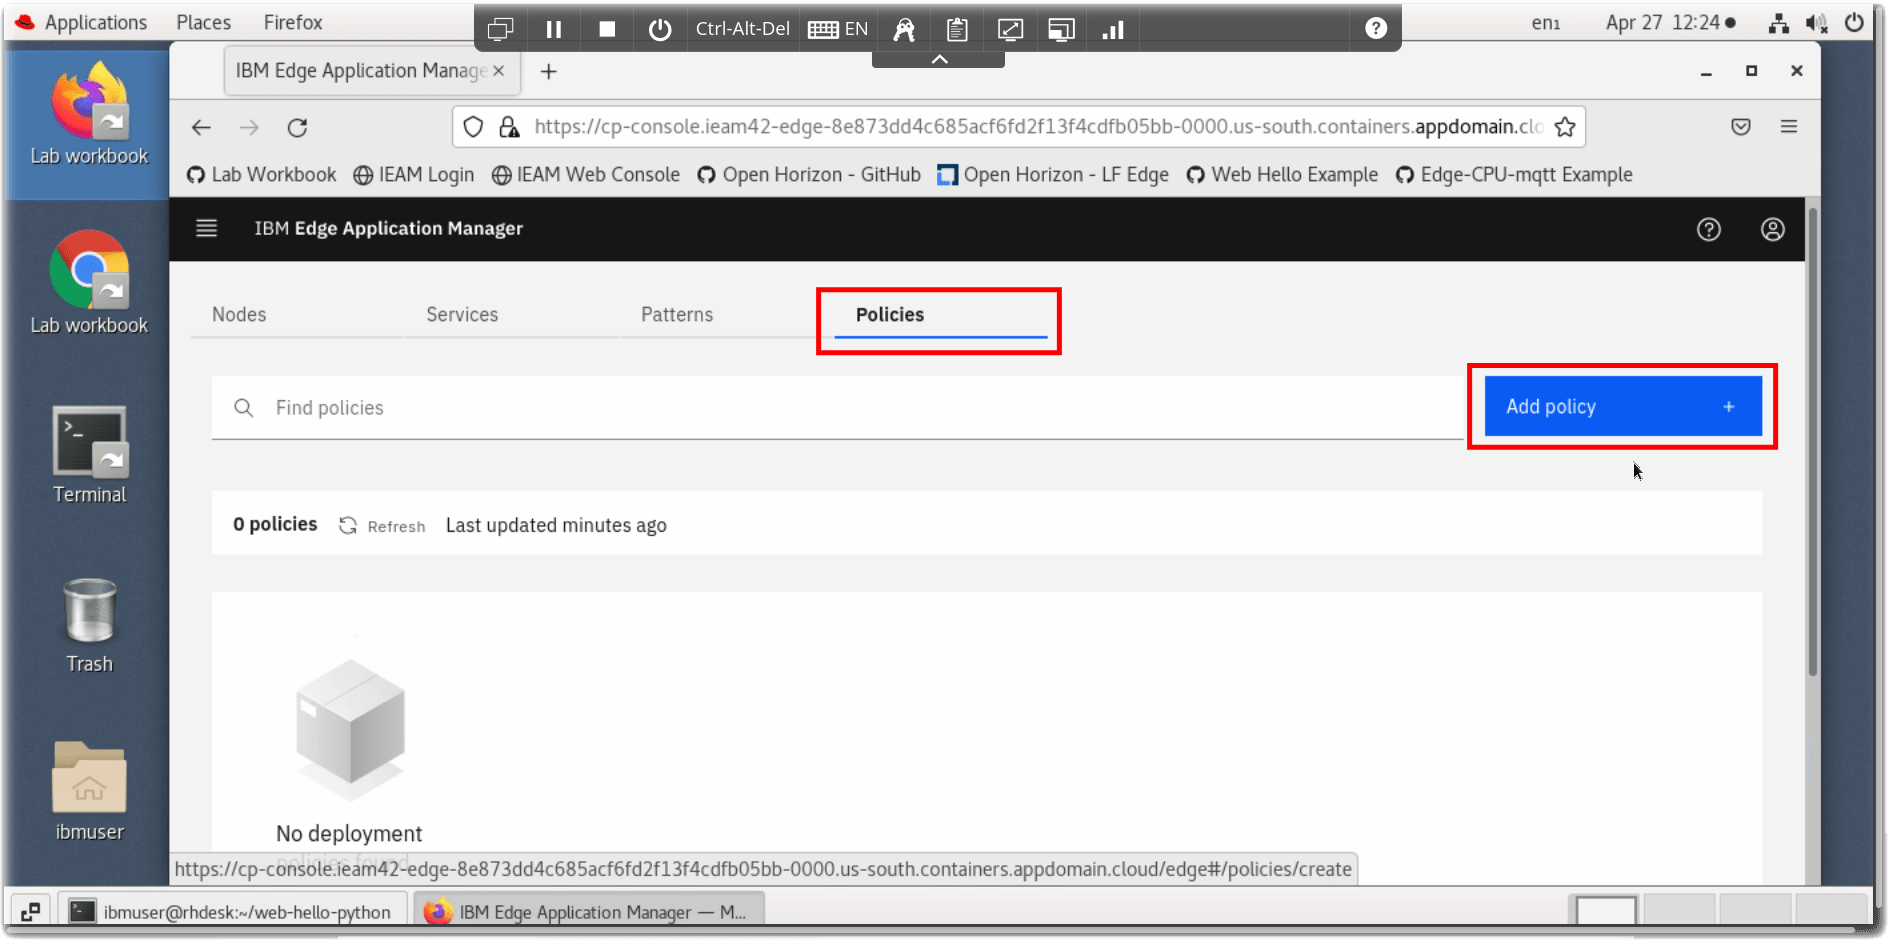 Applications Places Firefox
Ctrl-Alt-Del EN
en₁ Apr 27 12:24
Lab workbook
Lab workbook
Terminal
Trash
ibmuser
IBM Edge Application Manage
https://cp-console.ieam42-edge-8e873dd4c685acf6fd2f13f4cdfb05bb-0000.us-south.containers.appdomain.clo
Lab Workbook IEAM Login IEAM Web Console Open Horizon - GitHub Open Horizon - LF Edge Web Hello Example Edge-CPU-mqtt Example
IBM Edge Application Manager
Nodes Services Patterns Policies
Find policies
Add policy +
0 policies Refresh Last updated minutes ago
No deployment
policies found
https://cp-console.ieam42-edge-8e873dd4c685acf6fd2f13f4cdfb05bb-0000.us-south.containers.appdomain.cloud/edge#/policies/create
ibmuser@rhdesk:~/web-hello-python IBM Edge Application Manager — M...